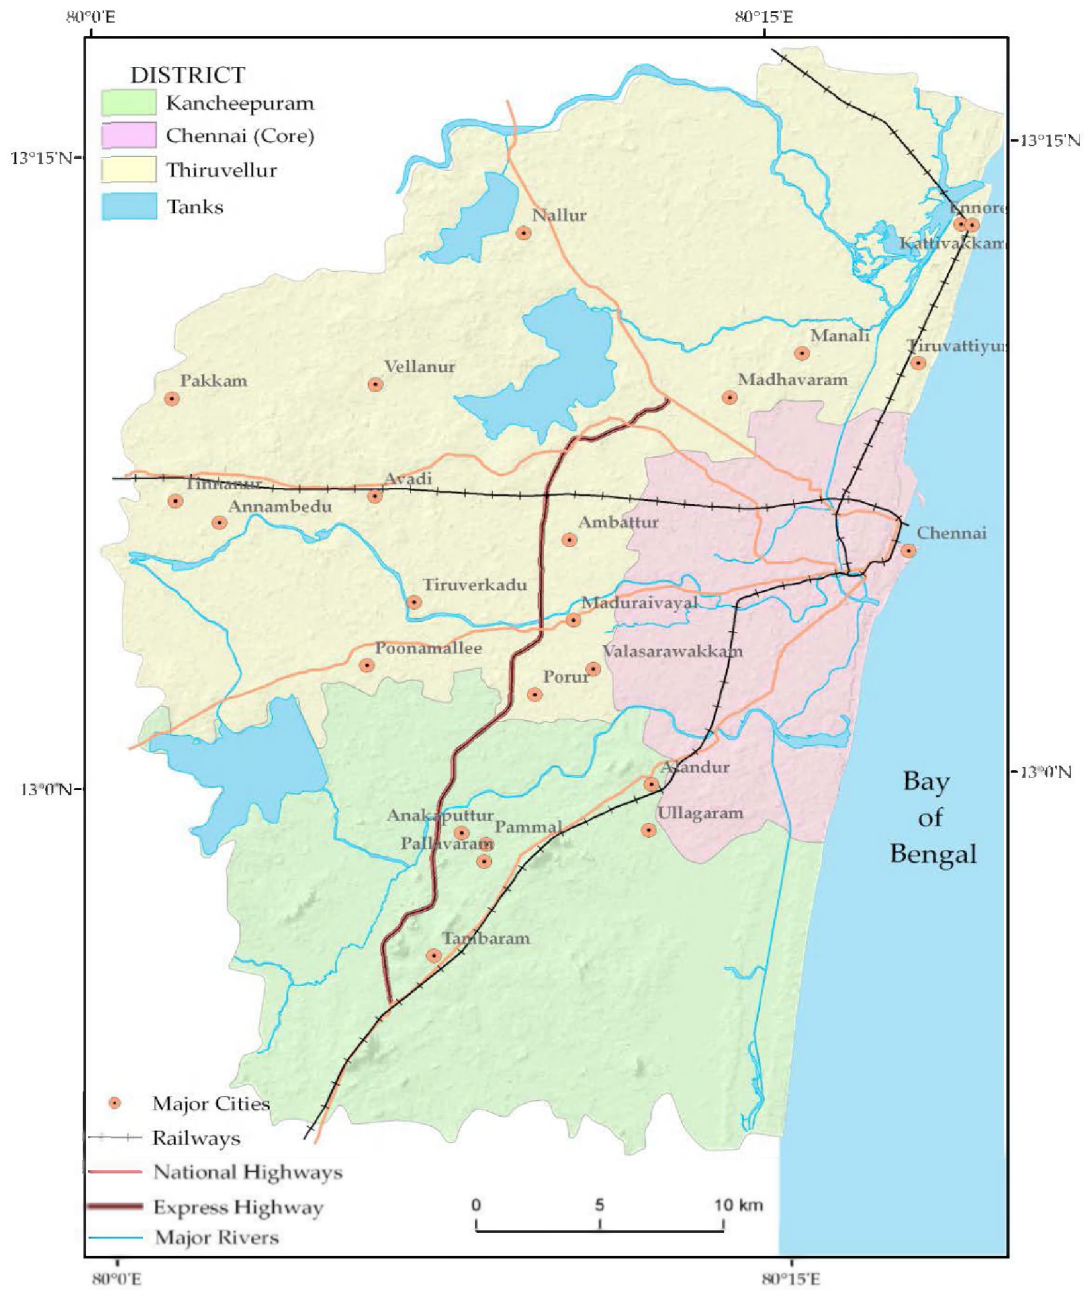 80°0'E
80°15'E
DISTRICT
Kancheepuram
Chennai (Core)
Thiruvellur
Tanks
13°15'N
13°15'N
Nallur
Ennore
Kattivakkam
Manali
Tiruvattiyur
Vellanur
Pakkam
Madhavaram
Tinnanur
Avadi
Annambedu
Ambattur
Chennai
Tiruverkadu
Maduraivayal
Poonamallee
Valasarawakkam
Porur
Alandur
13°0'N
13°0'N
Bay
of
Bengal
Anakaputtur
Ullagaram
Pammal
Pallavaram
Tambaram
Major Cities
Railways
National Highways
Express Highway
Major Rivers
0 5 10 km
80°0'E
80°15'E